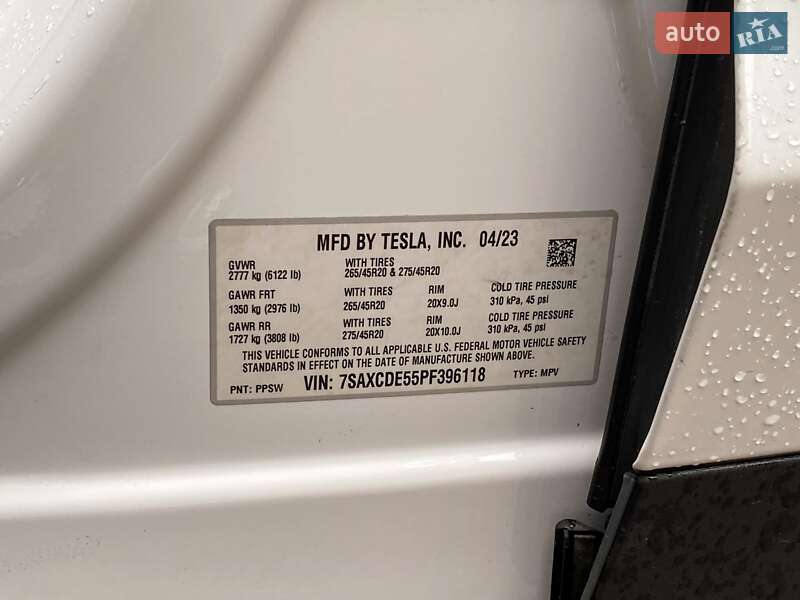 auto RIA.com
MFD BY TESLA, INC. 04/23
GVWR
2777 kg (6122 lb)
WITH TIRES
265/45R20 & 275/45R20
GAWR FRT
1350 kg (2976 lb)
WITH TIRES
265/45R20
RIM
20X9.0J
COLD TIRE PRESSURE
310 kPa, 45 psi
GAWR RR
1727 kg (3808 lb)
WITH TIRES
275/45R20
RIM
20X10.0J
COLD TIRE PRESSURE
310 kPa, 45 psi
THIS VEHICLE CONFORMS TO ALL APPLICABLE U.S. FEDERAL MOTOR VEHICLE SAFETY
STANDARDS IN EFFECT ON THE DATE OF MANUFACTURE SHOWN ABOVE.
PNT: PPSW VIN: 7SAXCDE55PF396118 TYPE: MPV